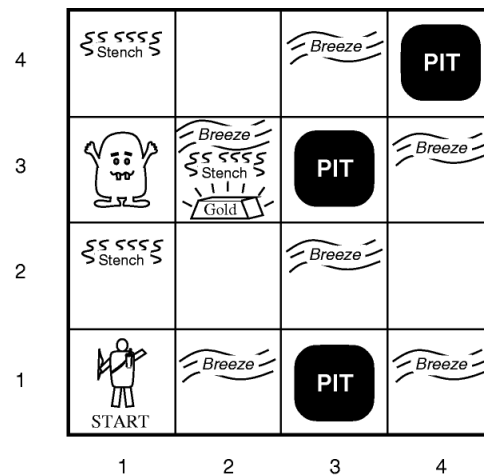 4
Stench
Breeze
PIT
3
Breeze
Stench
Gold
PIT
Breeze
2
Stench
Breeze
1
START
Breeze
PIT
Breeze
1 2 3 4